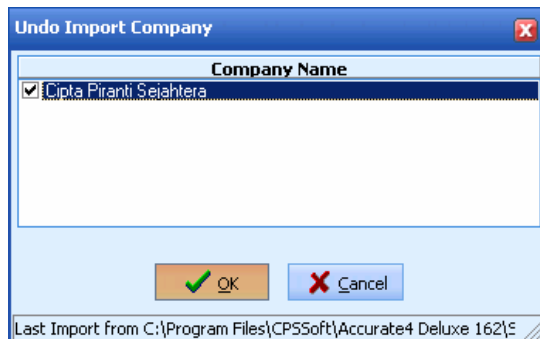 Undo Import Company
Company Name
Cipta Piranti Sejahtera
OK
Cancel
Last Import from C:\Program Files\CPSSoft\Accurate4 Deluxe 162\S